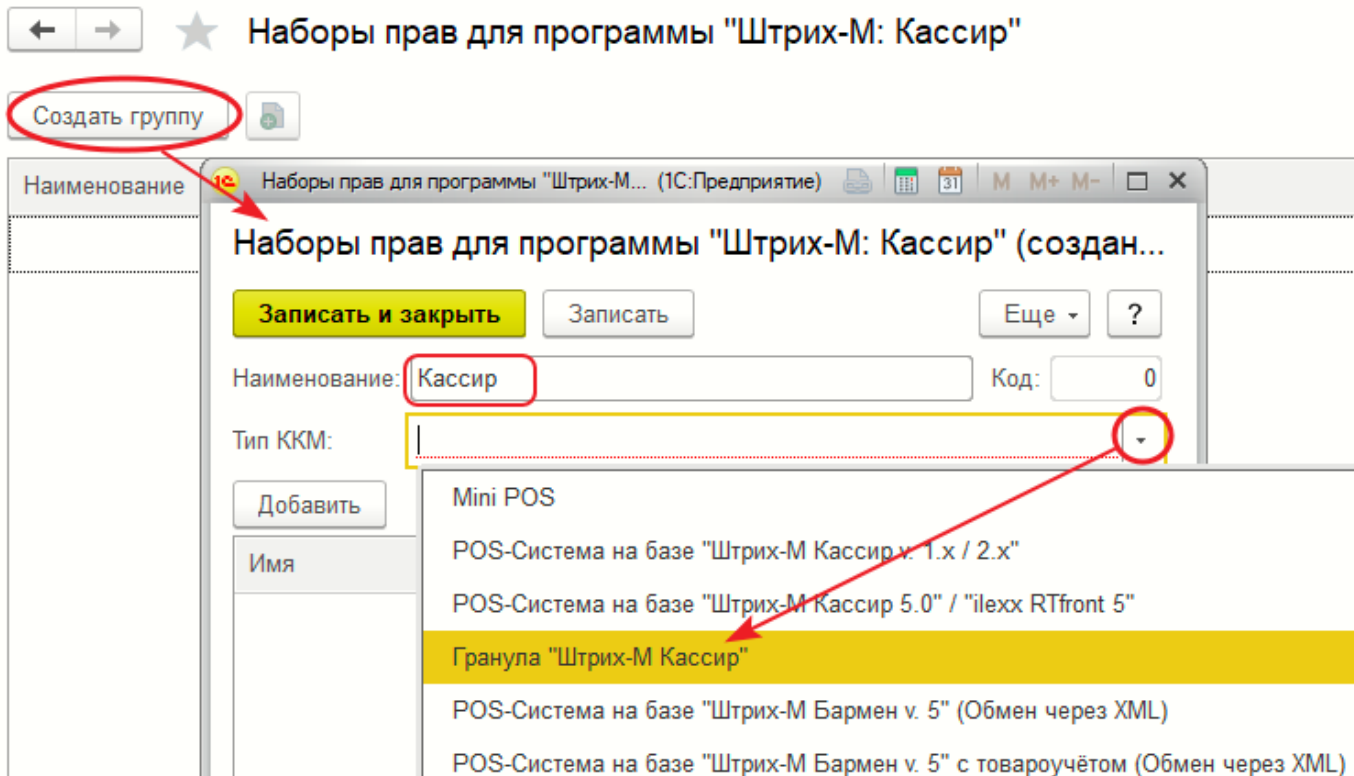 Наборы прав для программы "Штрих-М: Кассир"
Создать группу
Наименование
1С Наборы прав для программы "Штрих-М... (1С:Предприятие) 31 M M+ M-
Наборы прав для программы "Штрих-М: Кассир" (создан...
Записать и закрыть Записать Еще ?
Наименование: Кассир Код: 0
Тип ККМ:
Добавить
Имя
Mini POS
POS-Система на базе "Штрих-М Кассир v. 1.x / 2.x"
POS-Система на базе "Штрих-М Кассир 5.0" / "ilexx RTfront 5"
Гранула "Штрих-М Кассир"
POS-Система на базе "Штрих-М Бармен v. 5" (Обмен через XML)
POS-Система на базе "Штрих-М Бармен v. 5" с товароучётом (Обмен через XML)